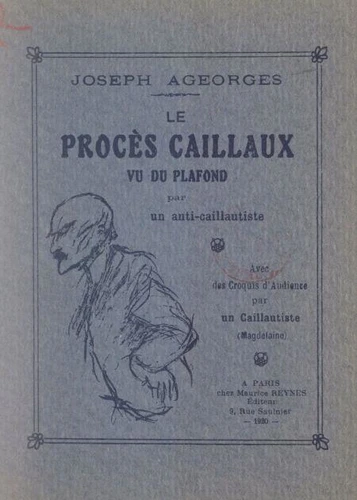 JOSEPH AGEORGES
LE
PROCÈS CAILLAUX
VU DU PLAFOND
par
un anti-caillautiste
Avec
des Croquis d'Audience
par
un Caillautiste
(Magdelaine)
A PARIS
chez Maurice REYNES
Éditeur
9, Rue Saulnier
— 1920 —